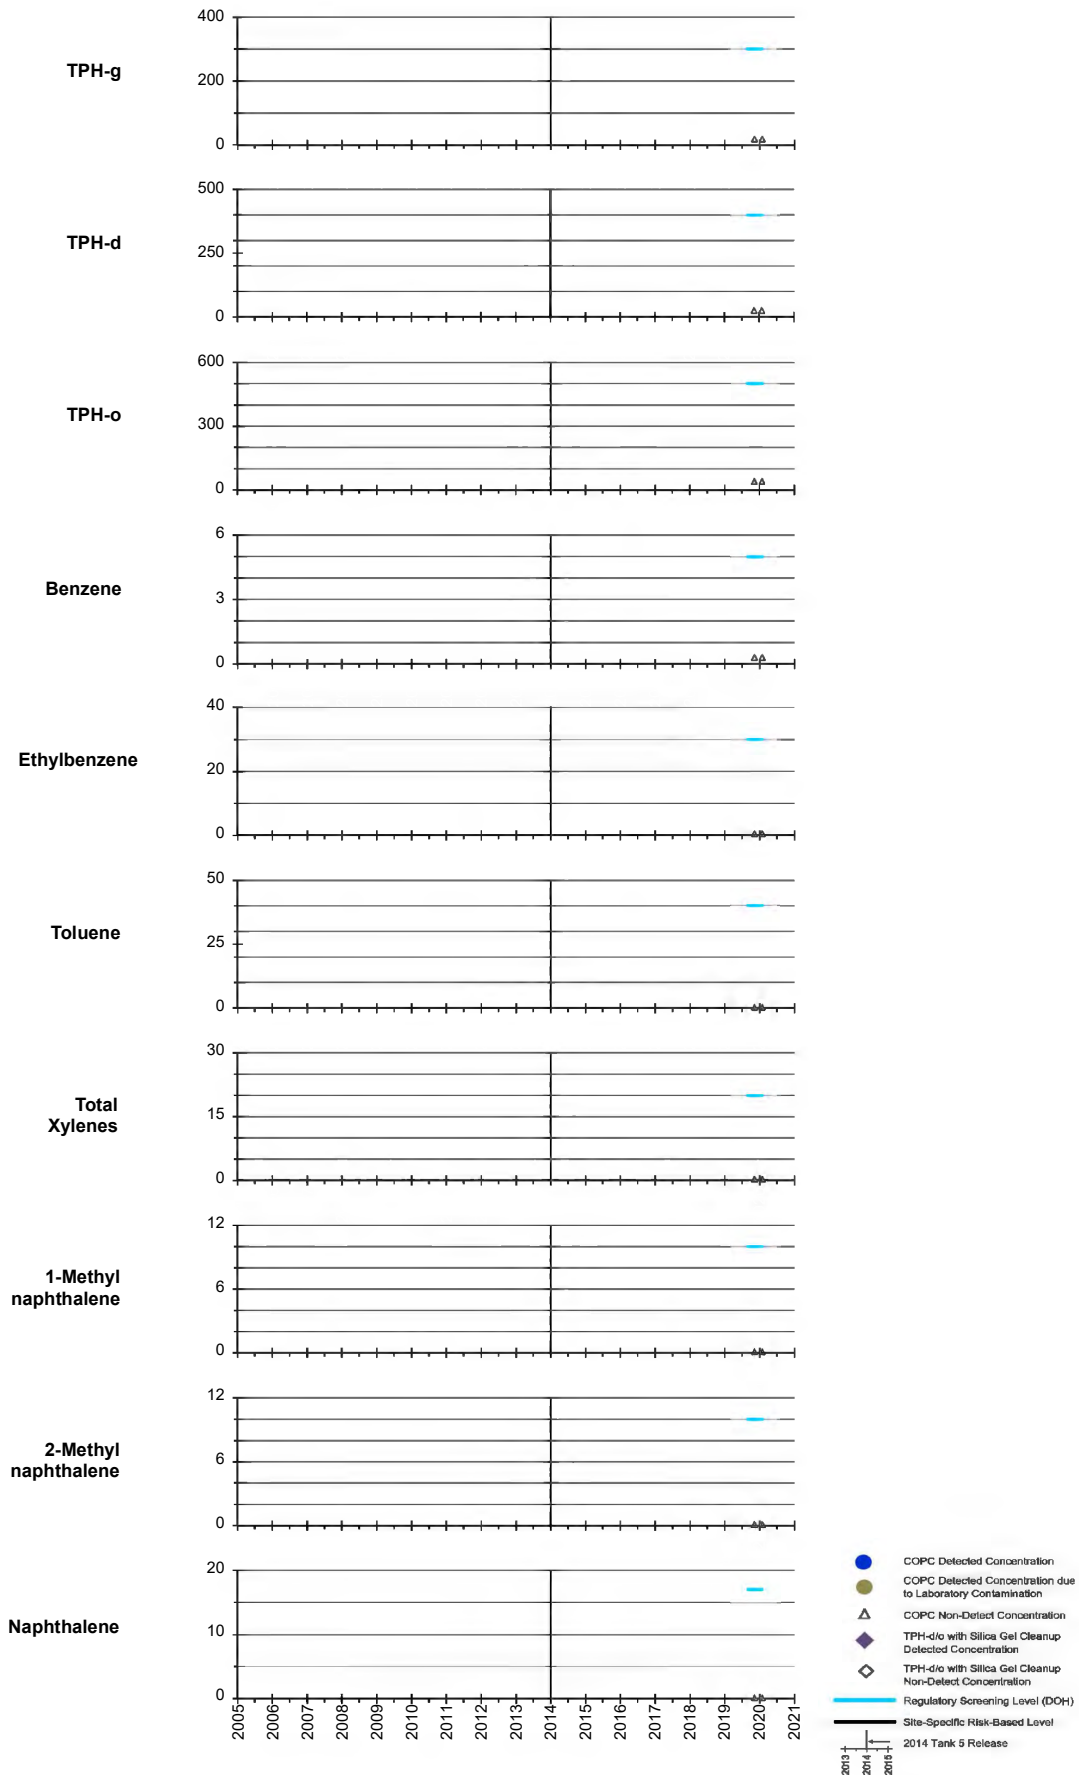 400
TPH-g
200
0
500
TPH-d
250
0
600
TPH-o
300
0
6
Benzene
3
0
40
Ethylbenzene
20
0
50
Toluene
25
0
30
Total
Xylenes
15
0
12
1-Methyl
naphthalene
6
0
12
2-Methyl
naphthalene
6
0
20
Naphthalene
10
0
2005 2006 2007 2008 2009 2010 2011 2012 2013 2014 2015 2016 2017 2018 2019 2020 2021
COPC Detected Concentration
COPC Detected Concentration due
to Laboratory Contamination
COPC Non-Detect Concentration
TPH-d/o with Silica Gel Cleanup
Detected Concentration
TPH-d/o with Silica Gel Cleanup
Non-Detect Concentration
Regulatory Screening Level (DOH)
Site-Specific Risk-Based Level
2014 Tank 5 Release
2013 2014 2015